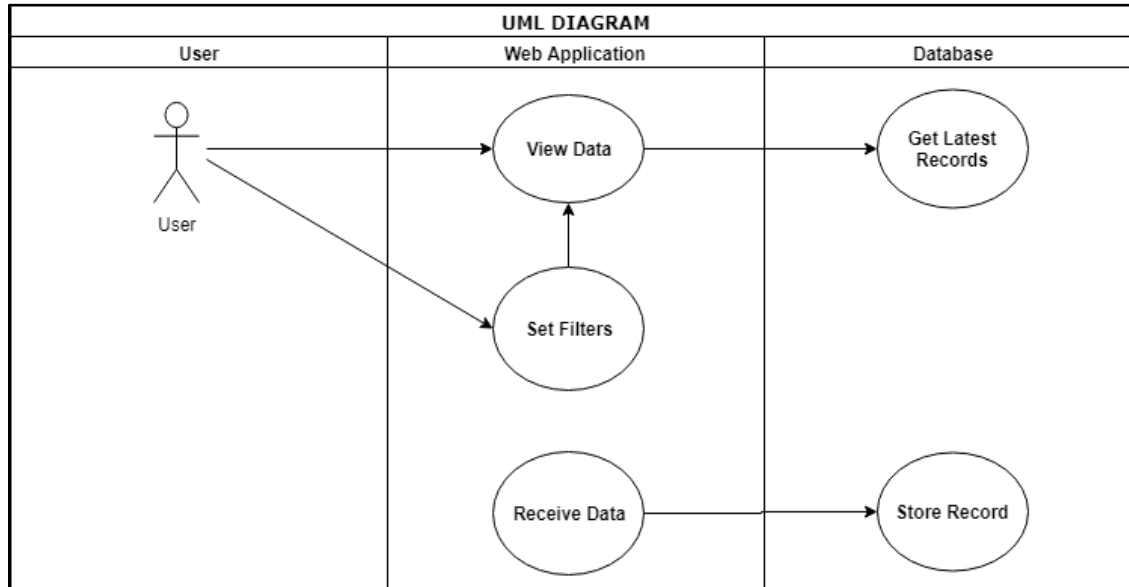 UML DIAGRAM
User
Web Application
Database
View Data
Get Latest
Records
User
Set Filters
Receive Data
Store Record